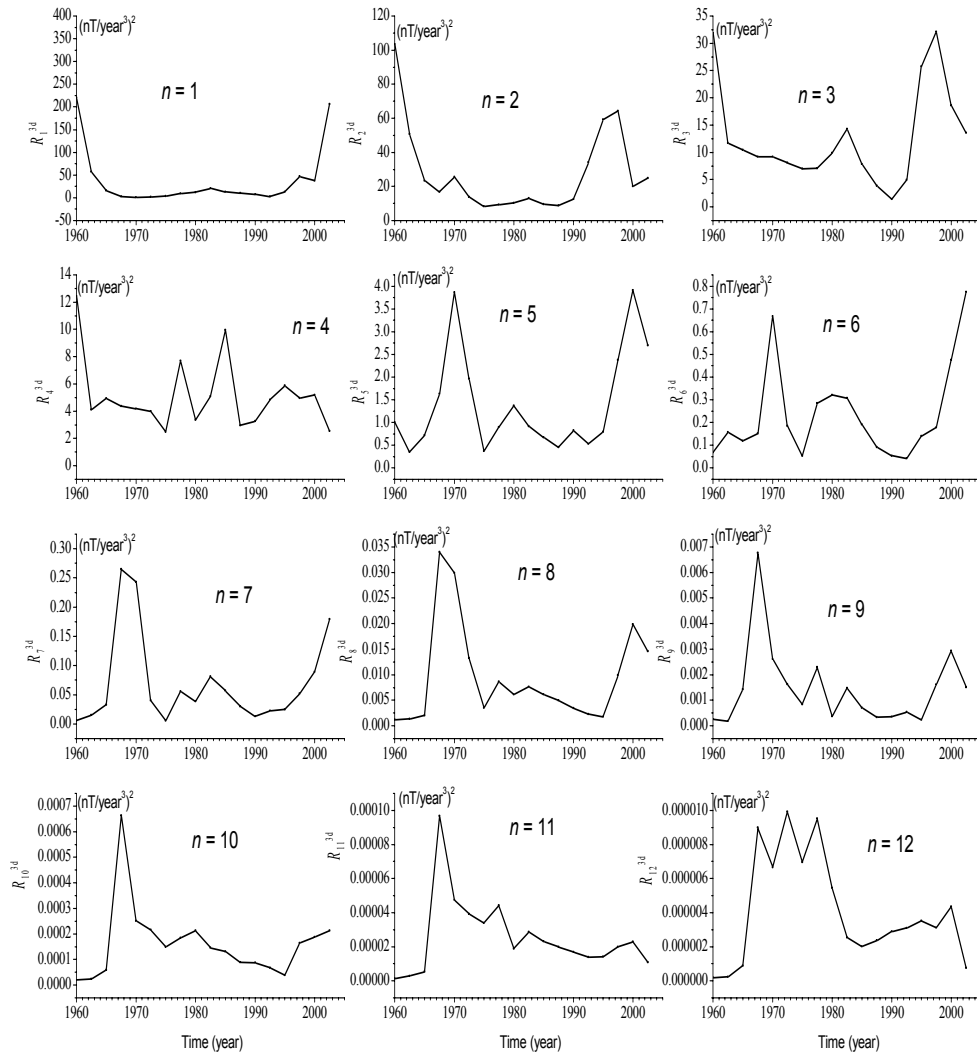 (nT/year³)²
n = 1
R₁³ᵈ
400
350
300
250
200
150
100
50
0
-50
1960 1970 1980 1990 2000
(nT/year³)²
n = 2
R₂³ᵈ
120
100
80
60
40
20
0
1960 1970 1980 1990 2000
(nT/year³)²
n = 3
R₃³ᵈ
35
30
25
20
15
10
5
0
1960 1970 1980 1990 2000
(nT/year³)²
n = 4
R₄³ᵈ
14
12
10
8
6
4
2
0
1960 1970 1980 1990 2000
(nT/year³)²
n = 5
R₅³ᵈ
4.0
3.5
3.0
2.5
2.0
1.5
1.0
0.5
0.0
1960 1970 1980 1990 2000
(nT/year³)²
n = 6
R₆³ᵈ
0.8
0.7
0.6
0.5
0.4
0.3
0.2
0.1
0.0
1960 1970 1980 1990 2000
(nT/year³)²
n = 7
R₇³ᵈ
0.30
0.25
0.20
0.15
0.10
0.05
0.00
1960 1970 1980 1990 2000
(nT/year³)²
n = 8
R₈³ᵈ
0.035
0.030
0.025
0.020
0.015
0.010
0.005
0.000
1960 1970 1980 1990 2000
(nT/year³)²
n = 9
R₉³ᵈ
0.007
0.006
0.005
0.004
0.003
0.002
0.001
0.000
1960 1970 1980 1990 2000
(nT/year³)²
n = 10
R₁₀³ᵈ
0.0007
0.0006
0.0005
0.0004
0.0003
0.0002
0.0001
0.0000
1960 1970 1980 1990 2000
Time (year)
(nT/year³)²
n = 11
R₁₁³ᵈ
0.00010
0.00008
0.00006
0.00004
0.00002
0.00000
1960 1970 1980 1990 2000
Time (year)
(nT/year³)²
n = 12
R₁₂³ᵈ
0.000010
0.000008
0.000006
0.000004
0.000002
0.000000
1960 1970 1980 1990 2000
Time (year)